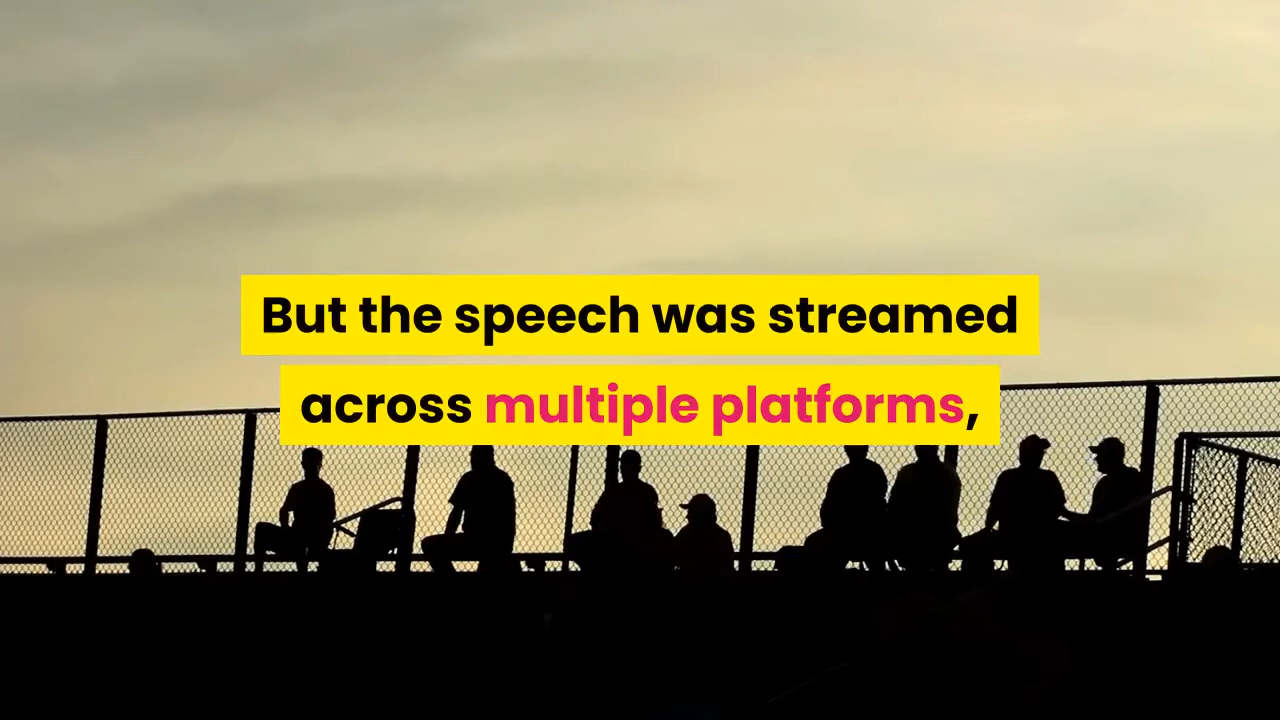 But the speech was streamed
across multiple platforms,